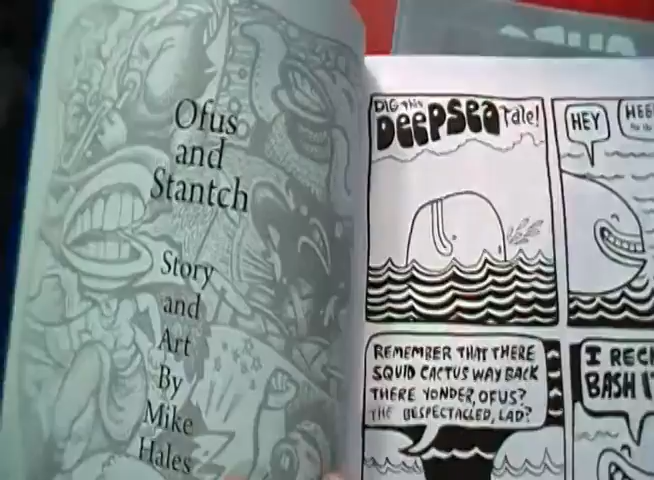 Ofus
and
Stantch
Story
and
Art
By
Mike
Hales
DIG this
DEEPSEA tale!
HEY
REMEMBER THAT THERE
SQUID CACTUS WAY BACK
THERE YONDER, OFUS?
THE BESPECTACLED, LAD?
BASH